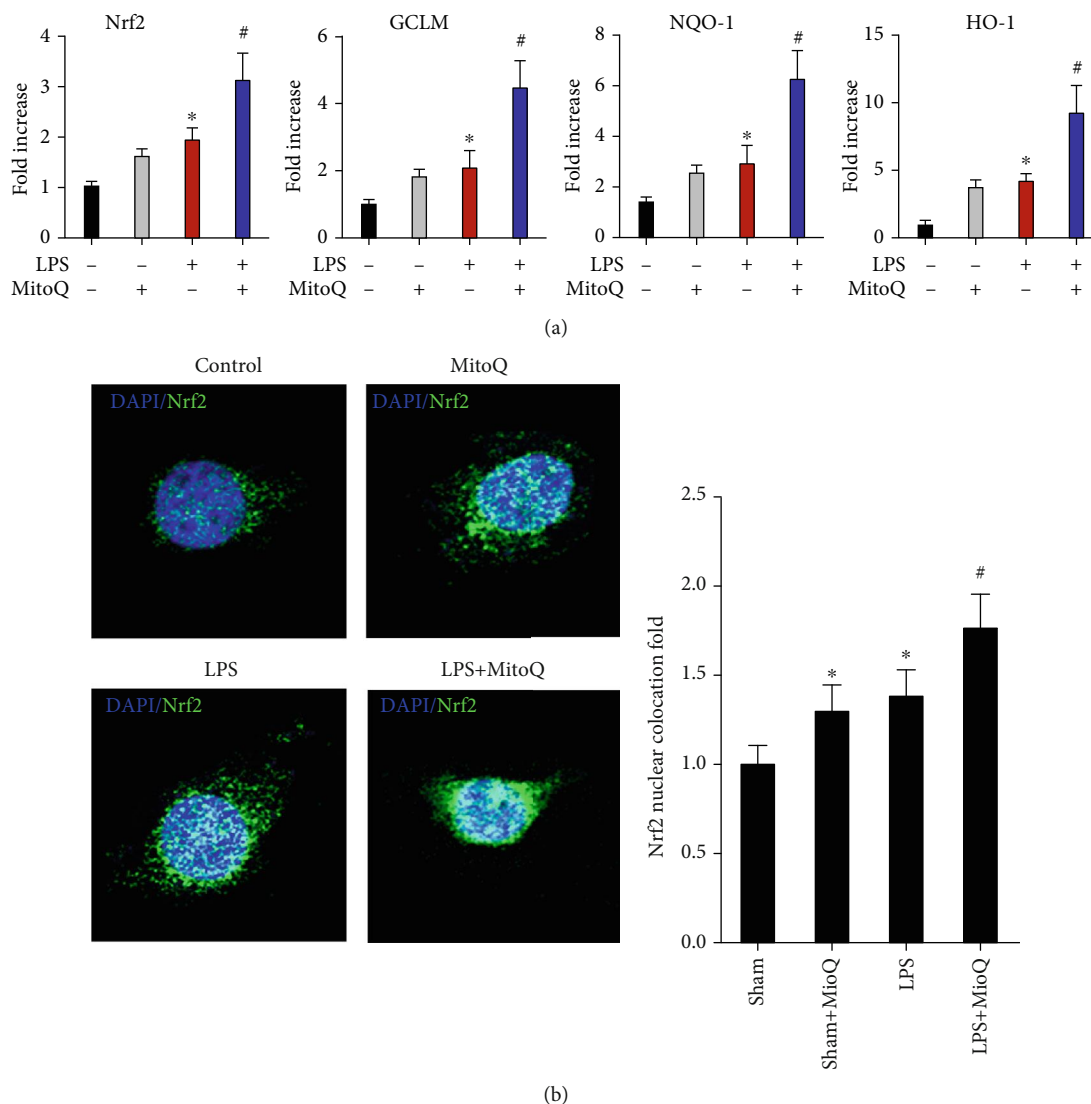 Nrf2
Fold increase
4
3
2
1
0
*
#
LPS – – + +
MitoQ – + – +
GCLM
Fold increase
6
4
2
0
*
#
LPS – – + +
MitoQ – + – +
NQO-1
Fold increase
8
6
4
2
0
*
#
LPS – – + +
MitoQ – + – +
HO-1
Fold increase
15
10
5
0
*
#
LPS – – + +
MitoQ – + – +
(a)
Control
DAPI/Nrf2
MitoQ
DAPI/Nrf2
LPS
DAPI/Nrf2
LPS+MitoQ
DAPI/Nrf2
Nrf2 nuclear colocation fold
2.5
2.0
1.5
1.0
0.5
0.0
*
*
#
Sham
Sham+MioQ
LPS
LPS+MioQ
(b)